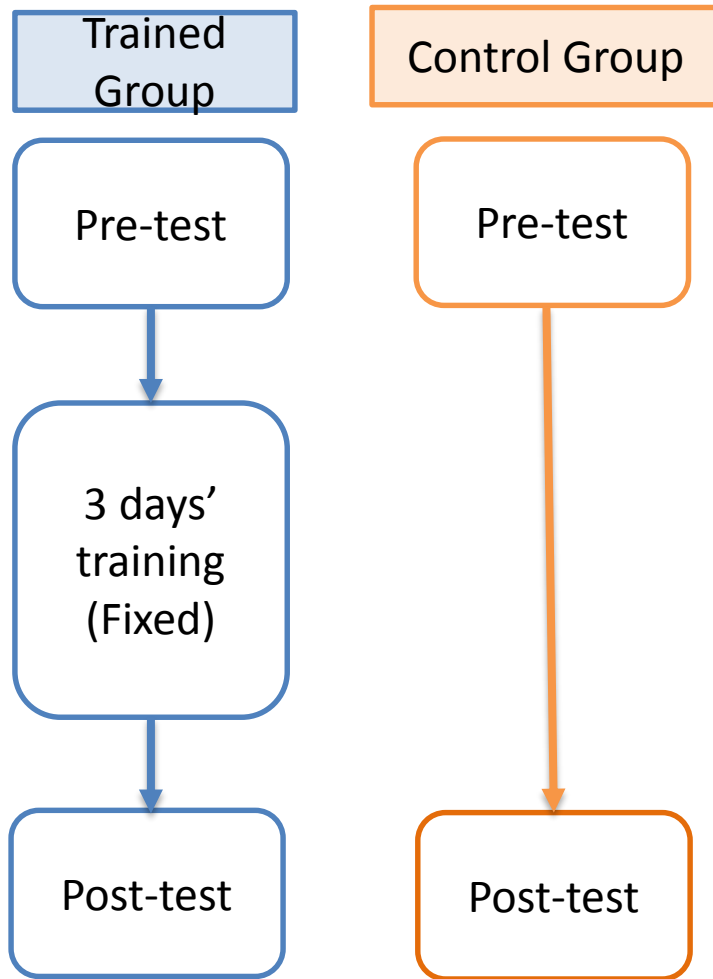 Trained
Group
Control Group
Pre-test
Pre-test
3 days’
training
(Fixed)
Post-test
Post-test